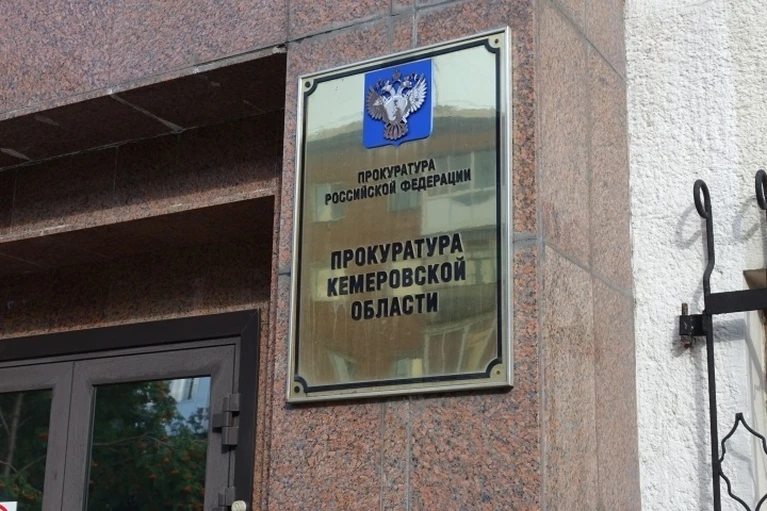 ПРОКУРАТУРА
РОССИЙСКОЙ ФЕДЕРАЦИИ
ПРОКУРАТУРА
КЕМЕРОВСКОЙ
ОБЛАСТИ